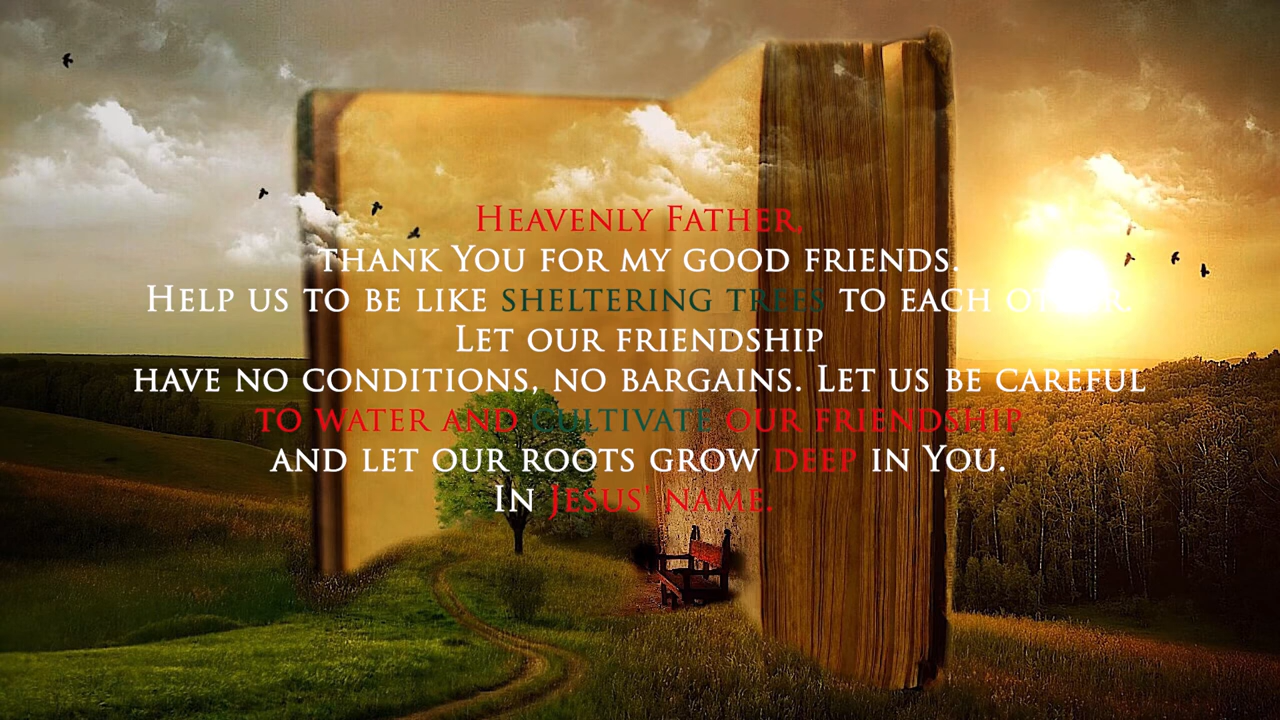 Heavenly Father,
thank You for my good friends.
Help us to be like sheltering trees to each other.
Let our friendship
have no conditions, no bargains. Let us be careful
to water and cultivate our friendship
and let our roots grow deep in You.
In Jesus' name.